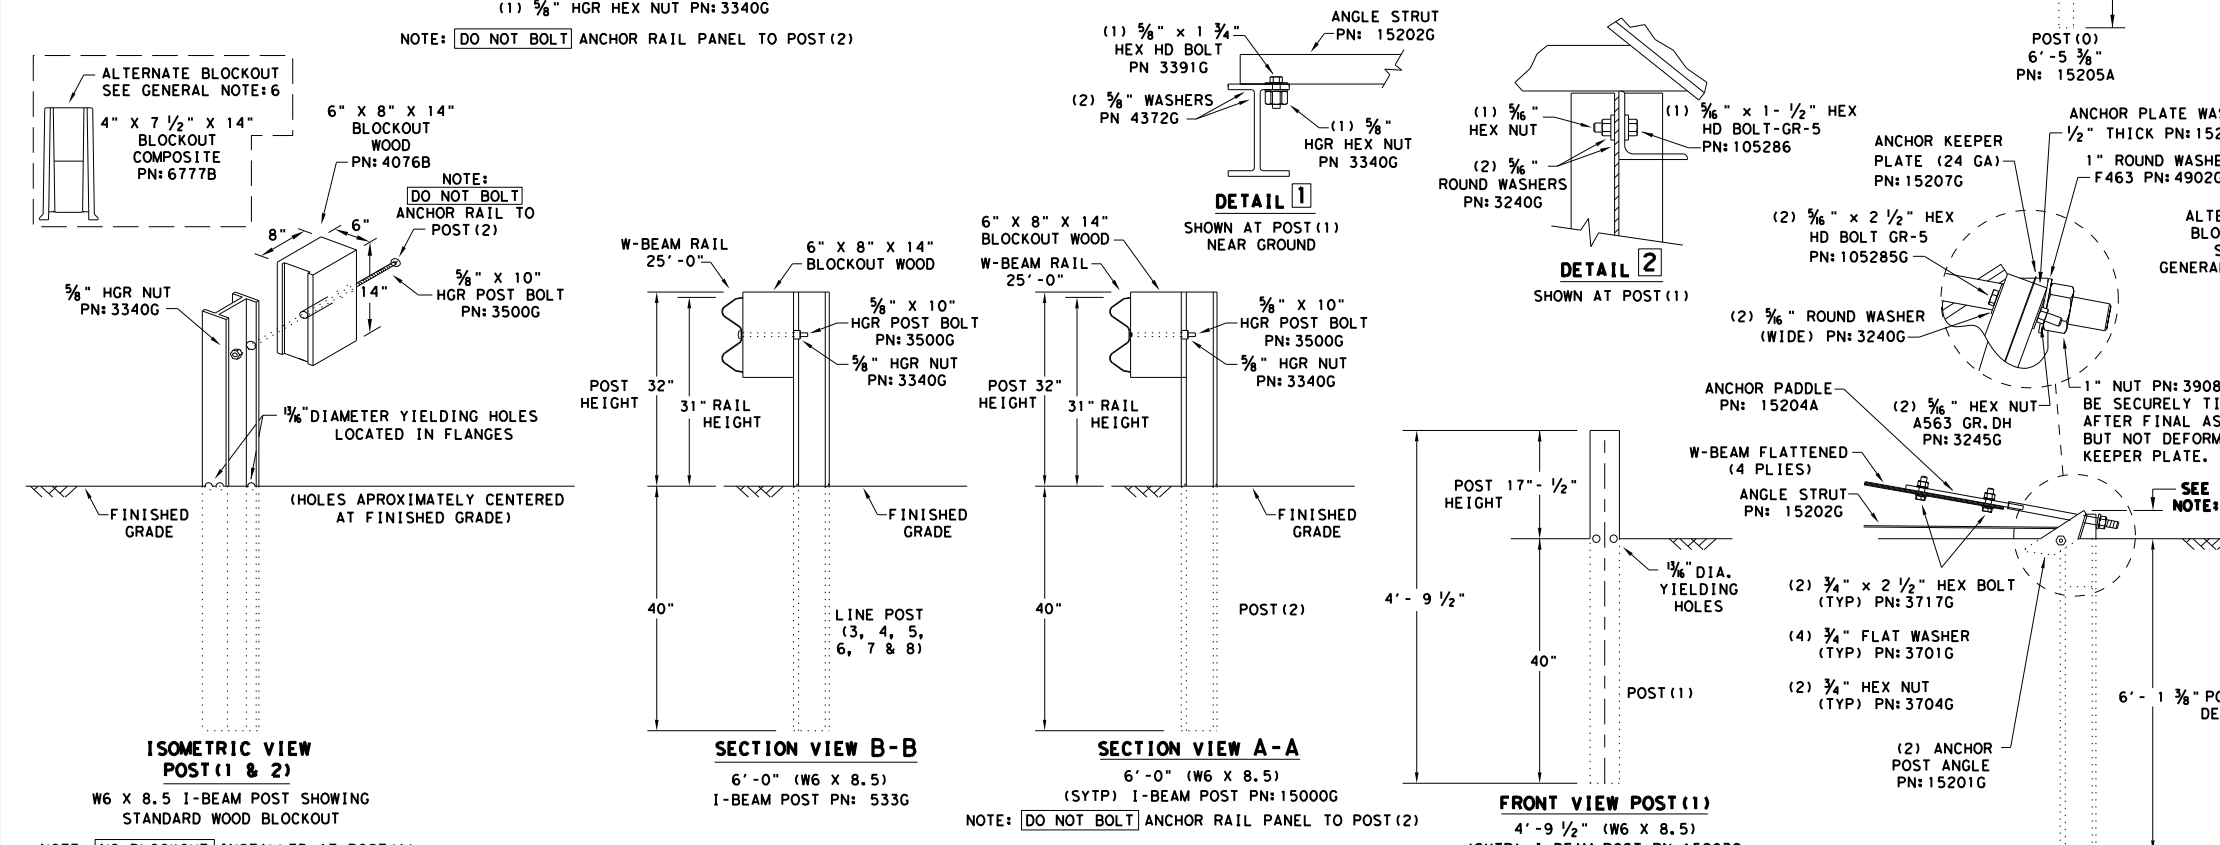 (1) ⅝" HGR HEX NUT PN:3340G
NOTE: DO NOT BOLT ANCHOR RAIL PANEL TO POST(2)
ALTERNATE BLOCKOUT
SEE GENERAL NOTE:6
4" X 7 ½" X 14"
BLOCKOUT
COMPOSITE
PN:6777B
6" X 8" X 14"
BLOCKOUT
WOOD
PN:4076B
NOTE:
DO NOT BOLT
ANCHOR RAIL TO
POST(2)
8"
6"
14"
⅝" X 10"
HGR POST BOLT
PN:3500G
⅝" HGR NUT
PN:3340G
13/16" DIAMETER YIELDING HOLES
LOCATED IN FLANGES
(HOLES APROXIMATELY CENTERED
AT FINISHED GRADE)
FINISHED
GRADE
ISOMETRIC VIEW
POST(1 & 2)
W6 X 8.5 I-BEAM POST SHOWING
STANDARD WOOD BLOCKOUT
W-BEAM RAIL
25'-0"
6" X 8" X 14"
BLOCKOUT WOOD
⅝" X 10"
HGR POST BOLT
PN:3500G
⅝" HGR NUT
PN:3340G
POST 32"
HEIGHT
31" RAIL
HEIGHT
FINISHED
GRADE
40"
LINE POST
(3, 4, 5,
6, 7 & 8)
SECTION VIEW B-B
6'-0" (W6 X 8.5)
I-BEAM POST PN: 533G
6" X 8" X 14"
BLOCKOUT WOOD
W-BEAM RAIL
25'-0"
⅝" X 10"
HGR POST BOLT
PN:3500G
⅝" HGR NUT
PN:3340G
POST 32"
HEIGHT
31" RAIL
HEIGHT
FINISHED
GRADE
40"
POST(2)
SECTION VIEW A-A
6'-0" (W6 X 8.5)
(SYTP) I-BEAM POST PN:15000G
NOTE: DO NOT BOLT ANCHOR RAIL PANEL TO POST(2)
(1) ⅝" x 1 ¾"
HEX HD BOLT
PN 3391G
ANGLE STRUT
PN: 15202G
(2) ⅝" WASHERS
PN 4372G
(1) ⅝"
HGR HEX NUT
PN 3340G
DETAIL 1
SHOWN AT POST(1)
NEAR GROUND
(1) 5/16"
HEX NUT
(1) 5/16" x 1-½" HEX
HD BOLT-GR-5
PN:105286
(2) 5/16"
ROUND WASHERS
PN:3240G
DETAIL 2
SHOWN AT POST(1)
POST 17"-½"
HEIGHT
4'-9 ½"
13/16" DIA.
YIELDING
HOLES
40"
POST(1)
FRONT VIEW POST(1)
4'-9 ½" (W6 X 8.5)
POST(0)
6'-5 ⅜"
PN: 15205A
ANCHOR PLATE WAS
½" THICK PN:152
ANCHOR KEEPER
PLATE (24 GA)
PN:15207G
1" ROUND WASHE
F463 PN:4902G
(2) 5/16" x 2 ½" HEX
HD BOLT GR-5
PN:105285G
ALTE
BLO
S
GENERAL
(2) 5/16" ROUND WASHER
(WIDE) PN:3240G
ANCHOR PADDLE
PN: 15204A
(2) 5/16" HEX NUT
A563 GR.DH
PN:3245G
1" NUT PN:3908
BE SECURELY TI
AFTER FINAL AS
BUT NOT DEFORM
KEEPER PLATE.
W-BEAM FLATTENED
(4 PLIES)
ANGLE STRUT
PN: 15202G
SEE
NOTE:
(2) ¾" x 2 ½" HEX BOLT
(TYP) PN:3717G
(4) ¾" FLAT WASHER
(TYP) PN:3701G
(2) ¾" HEX NUT
(TYP) PN:3704G
6'-1 ⅜" PO
DE
(2) ANCHOR
POST ANGLE
PN:15201G